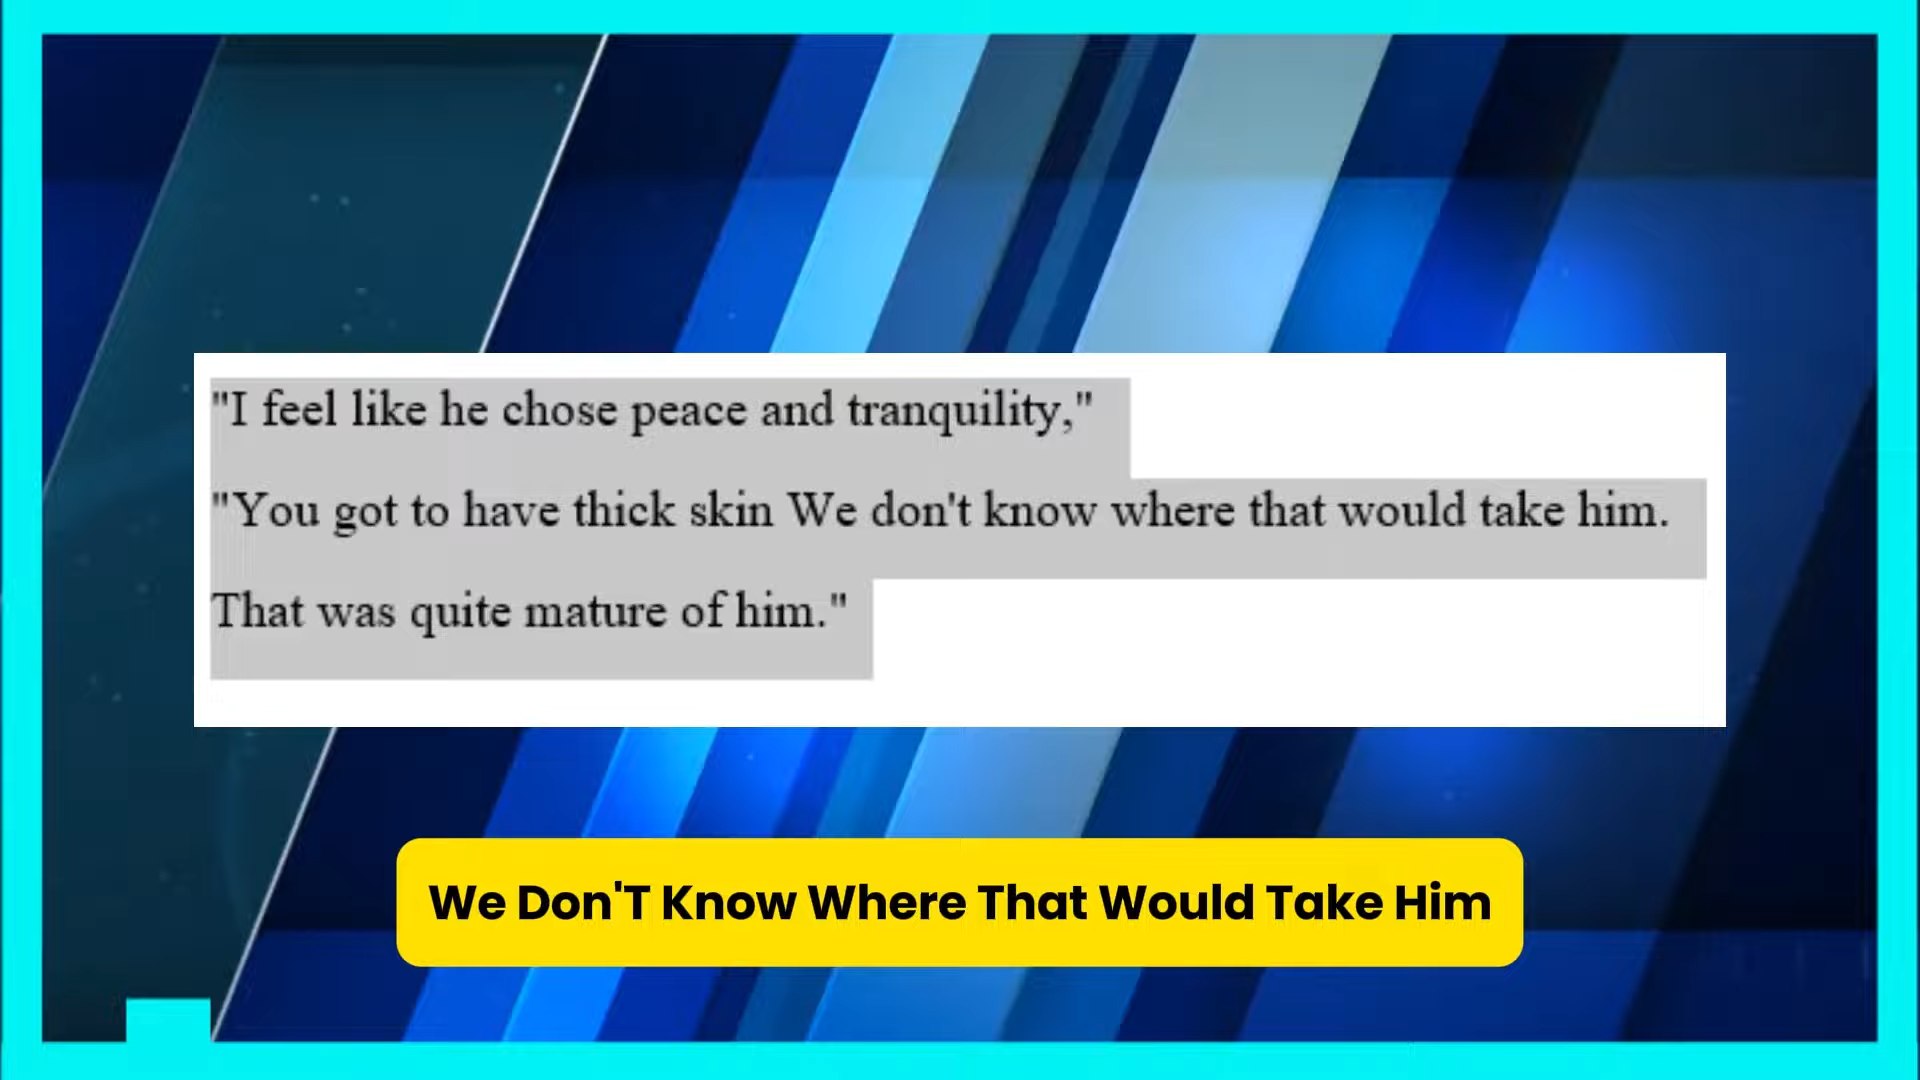 "I feel like he chose peace and tranquility,"
"You got to have thick skin We don't know where that would take him.
That was quite mature of him."
We Don'T Know Where That Would Take Him